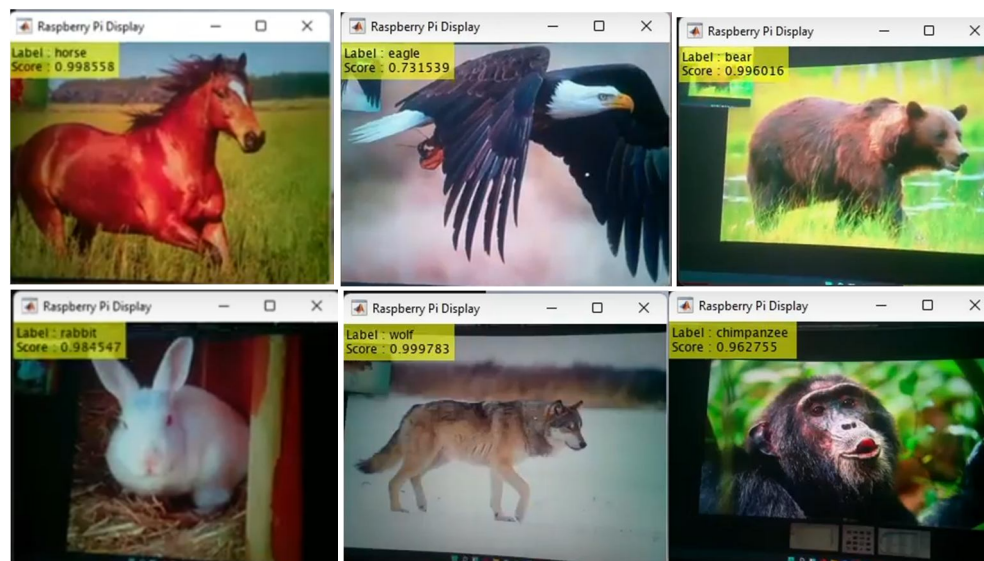 Raspberry Pi Display
Label : horse
Score : 0.998558
Raspberry Pi Display
Label : eagle
Score : 0.731539
Raspberry Pi Display
Label : bear
Score : 0.996016
Raspberry Pi Display
Label : rabbit
Score : 0.984547
Raspberry Pi Display
Label : wolf
Score : 0.999783
Raspberry Pi Display
Label : chimpanzee
Score : 0.962755